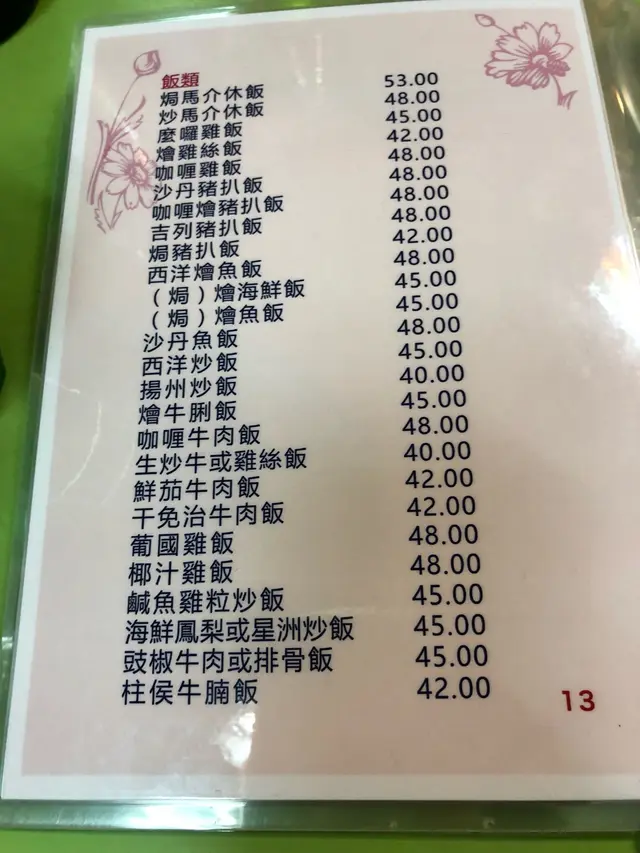 飯類
焗馬介休飯 53.00
炒馬介休飯 48.00
麼囉雞飯 45.00
燴雞絲飯 42.00
咖喱雞飯 48.00
沙丹豬扒飯 48.00
咖喱燴豬扒飯 48.00
吉列豬扒飯 48.00
焗豬扒飯 42.00
西洋燴魚飯 48.00
（焗）燴海鮮飯 45.00
（焗）燴魚飯 45.00
沙丹魚飯 48.00
西洋炒飯 45.00
揚州炒飯 40.00
燴牛脷飯 45.00
咖喱牛肉飯 48.00
生炒牛或雞絲飯 40.00
鮮茄牛肉飯 42.00
干免治牛肉飯 42.00
葡國雞飯 48.00
椰汁雞飯 48.00
鹹魚雞粒炒飯 45.00
海鮮鳳梨或星洲炒飯 45.00
豉椒牛肉或排骨飯 45.00
柱侯牛腩飯 42.00
13